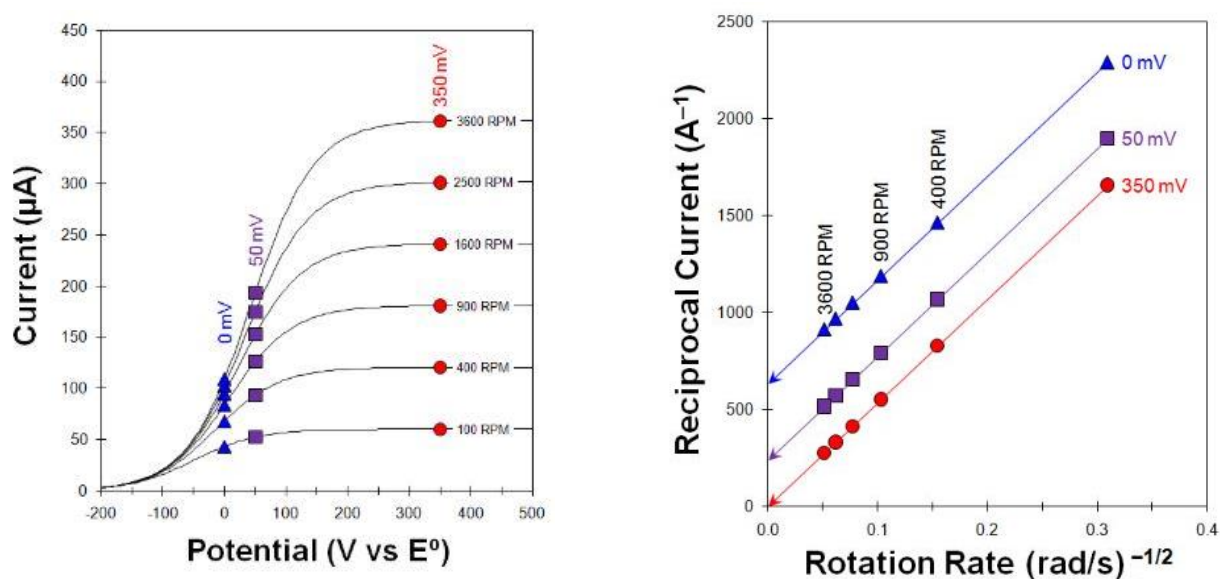 450
400
350
300
250
200
150
100
50
0
Current (µA)
0 mV
50 mV
350 mV
3600 RPM
2500 RPM
1600 RPM
900 RPM
400 RPM
100 RPM
-200 -100 0 100 200 300 400 500
Potential (V vs Eº)
2500
2000
1500
1000
500
0
Reciprocal Current (A⁻¹)
3600 RPM
900 RPM
400 RPM
0 mV
50 mV
350 mV
0.0 0.1 0.2 0.3 0.4
Rotation Rate (rad/s) ⁻¹/²